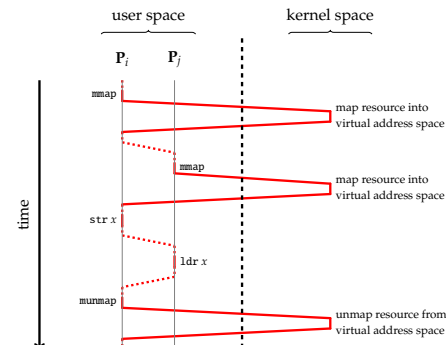 user space kernel space
P_i P_j
mmap
map resource into
virtual address space
mmap
map resource into
virtual address space
str x
ldr x
munmap
unmap resource from
virtual address space
time